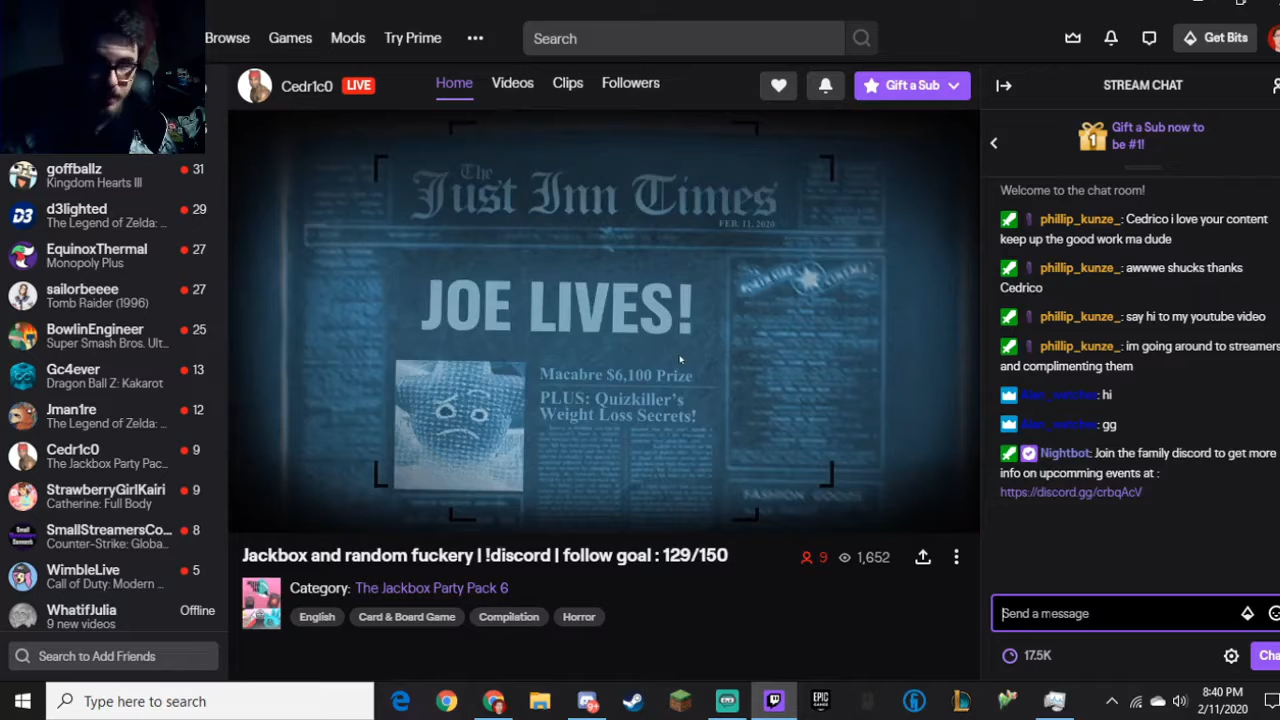 Browse Games Mods Try Prime ••• Search Get Bits
Cedr1c0 LIVE Home Videos Clips Followers Gift a Sub
STREAM CHAT
1 Gift a Sub now to
be #1!
goffballz 31
Kingdom Hearts III
D3 d3lighted 29
The Legend of Zelda: ...
EquinoxThermal 27
Monopoly Plus
sailorbeeee 27
Tomb Raider (1996)
BowlinEngineer 25
Super Smash Bros. Ult...
Gc4ever 13
Dragon Ball Z: Kakarot
Jman1re 12
The Legend of Zelda: ...
Cedr1c0 9
The Jackbox Party Pac...
StrawberryGirlKairi 9
Catherine: Full Body
SmallStreamersCo... 8
Counter-Strike: Globa...
WimbleLive 5
Call of Duty: Modern ...
WhatifJulia Offline
9 new videos
Search to Add Friends
The
Just Inn Times
FEB. 11, 2020
JOE LIVES!
Macabre $6,100 Prize
PLUS: Quizkiller's
Weight Loss Secrets!
FASHION GOODS
Jackbox and random fuckery | !discord | follow goal : 129/150 9 1,652
Category: The Jackbox Party Pack 6
English Card & Board Game Compilation Horror
Welcome to the chat room!
phillip_kunze_: Cedrico i love your content
keep up the good work ma dude
phillip_kunze_: awwwe shucks thanks
Cedrico
phillip_kunze_: say hi to my youtube video
phillip_kunze_: im going around to streamers
and complimenting them
: hi
: gg
Nightbot: Join the family discord to get more
info on upcomming events at :
https://discord.gg/crbqAcV
Send a message
17.5K Cha
Type here to search
EPIC
GAMES
8:40 PM
2/11/2020